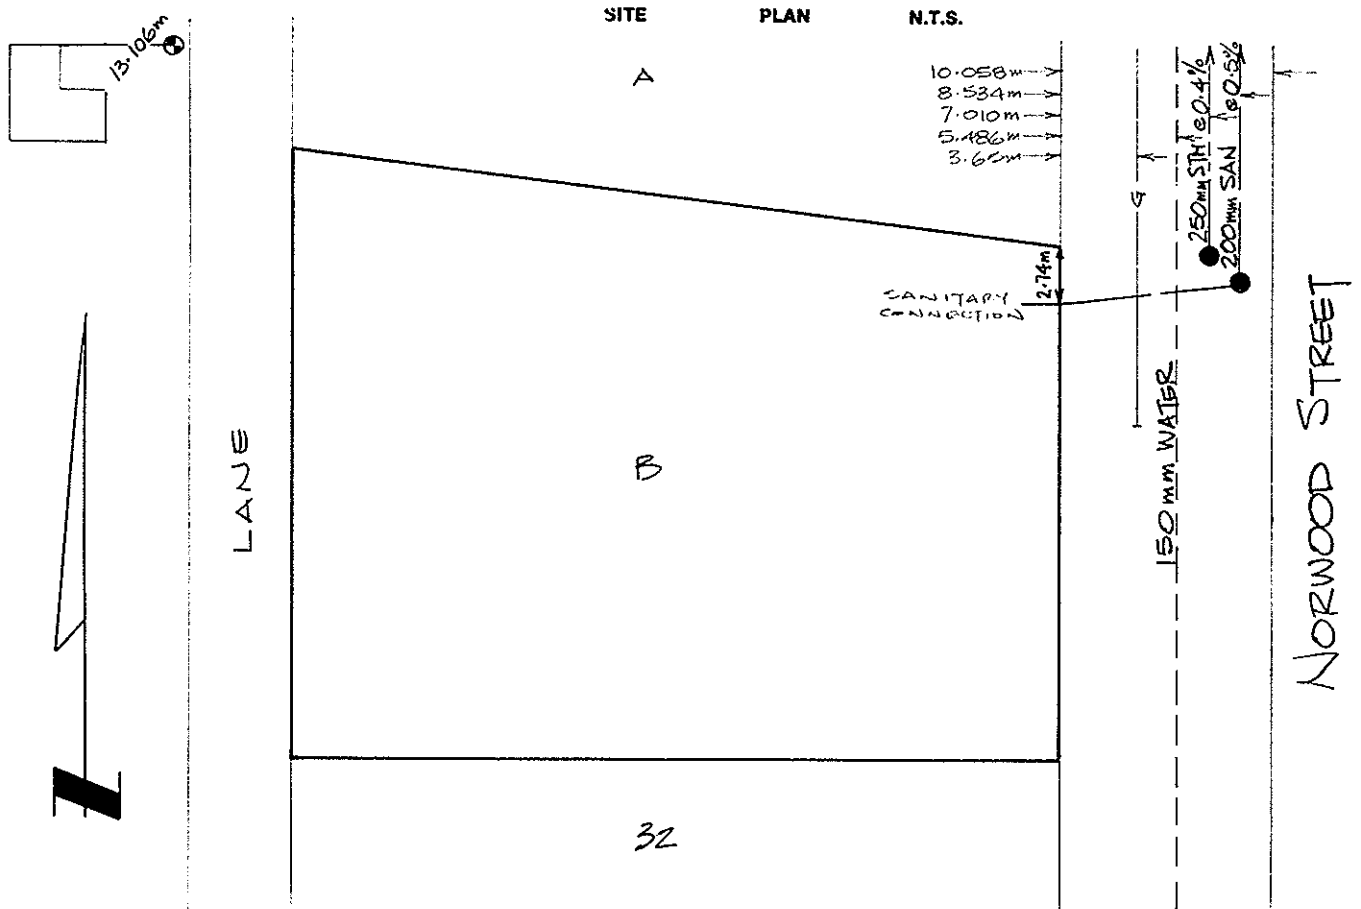 SITE PLAN N.T.S.
13.106m
A
10.058m
8.534m
7.010m
5.486m
3.65m
250mm STM @0.4%
200mm SAN @0.5%
G
2.74m
SANITARY
CONNECTION
150mm WATER
LANE
B
NORWOOD STREET
32